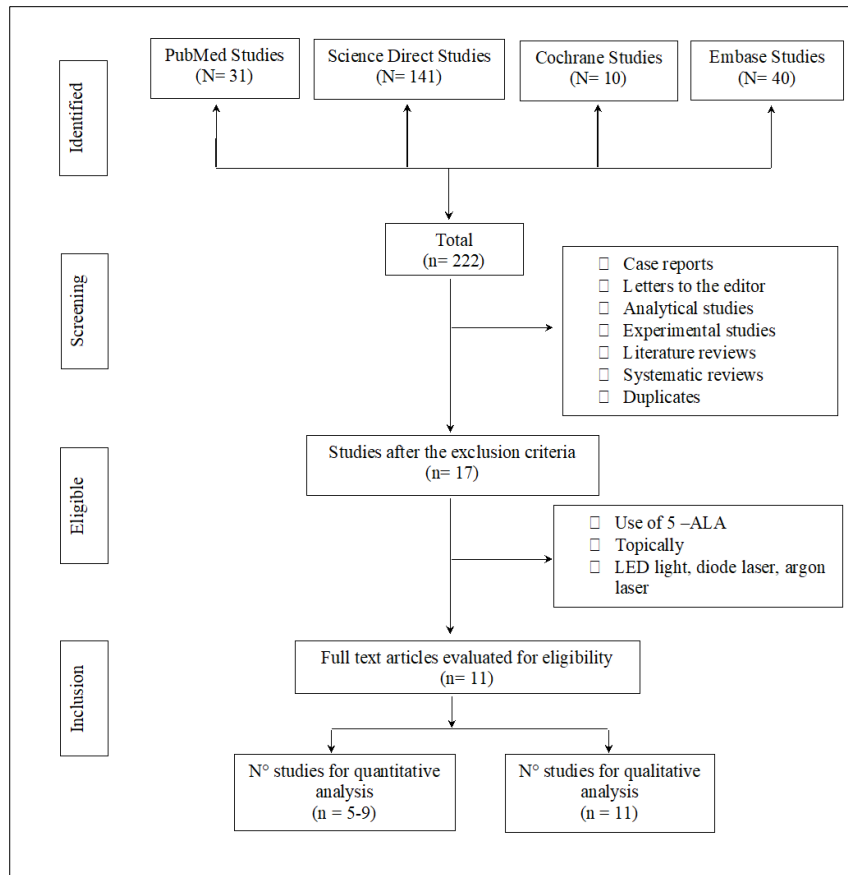 Identified
PubMed Studies
(N= 31)
Science Direct Studies
(N= 141)
Cochrane Studies
(N= 10)
Embase Studies
(N= 40)
Screening
Total
(n= 222)
□ Case reports
□ Letters to the editor
□ Analytical studies
□ Experimental studies
□ Literature reviews
□ Systematic reviews
□ Duplicates
Eligible
Studies after the exclusion criteria
(n= 17)
□ Use of 5 –ALA
□ Topically
□ LED light, diode laser, argon
laser
Inclusion
Full text articles evaluated for eligibility
(n= 11)
N° studies for quantitative
analysis
(n = 5-9)
N° studies for qualitative
analysis
(n = 11)